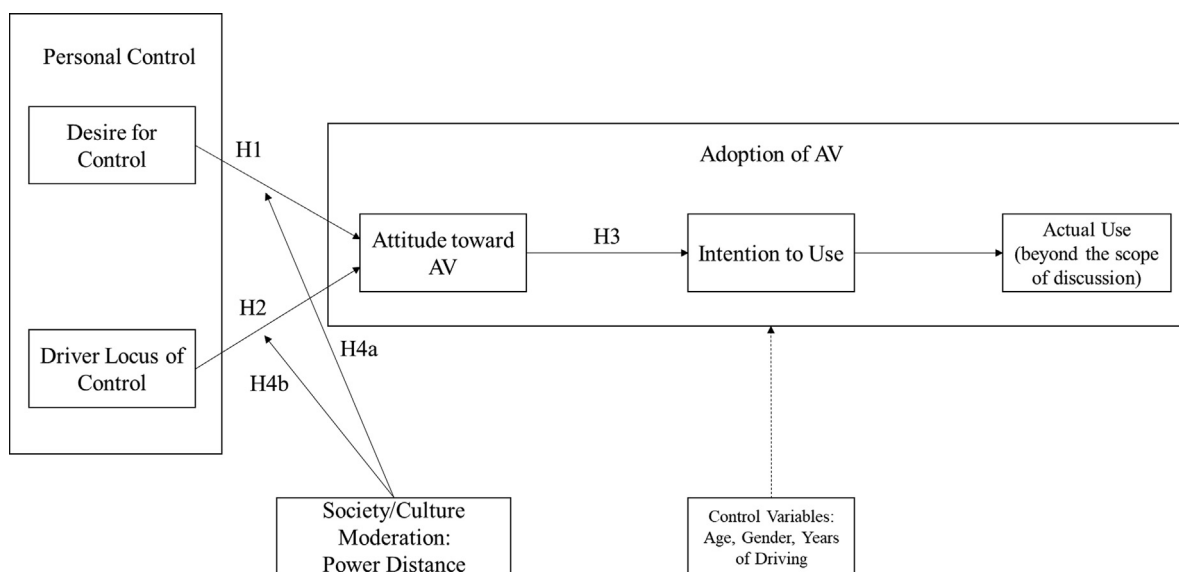 Personal Control
Desire for
Control
H1
Adoption of AV
Attitude toward
AV
H3
Intention to Use
Actual Use
(beyond the scope
of discussion)
H2
Driver Locus of
Control
H4a
H4b
Society/Culture
Moderation:
Power Distance
Control Variables:
Age, Gender, Years
of Driving